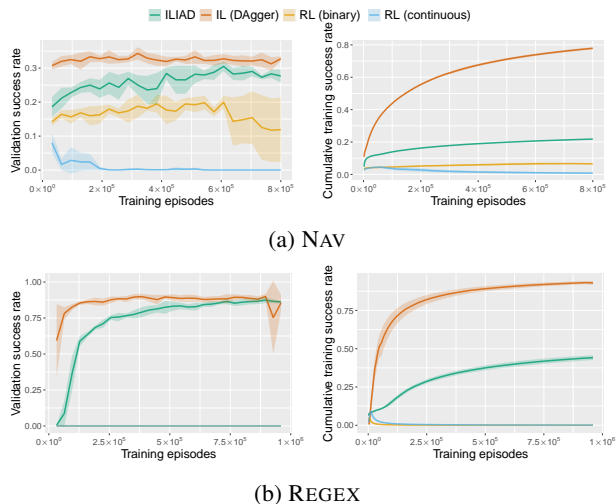 ILIAD IL (DAgger) RL (binary) RL (continuous)
Validation success rate
0.3
0.2
0.1
0.0
0×10⁰ 2×10⁵ 4×10⁵ 6×10⁵ 8×10⁵
Training episodes
Cumulative training success rate
0.8
0.6
0.4
0.2
0.0
0×10⁰ 2×10⁵ 4×10⁵ 6×10⁵ 8×10⁵
Training episodes
(a) NAV
Validation success rate
1.00
0.75
0.50
0.25
0.00
0×10⁰ 2.5×10⁵ 5×10⁵ 7.5×10⁵ 1×10⁶
Training episodes
Cumulative training success rate
0.75
0.50
0.25
0.00
0×10⁰ 2.5×10⁵ 5×10⁵ 7.5×10⁵ 1×10⁶
Training episodes
(b) REGEX